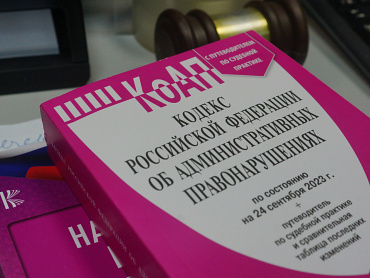 КОАП
С ПУТЕВОДИТЕЛЕМ
ПО СУДЕБНОЙ
ПРАКТИКЕ
КОДЕКС
РОССИЙСКОЙ ФЕДЕРАЦИИ
ОБ АДМИНИСТРАТИВНЫХ
ПРАВОНАРУШЕНИЯХ
по состоянию
на 24 сентября 2023 г.
+
путеводитель
по судебной практике
и сравнительная
таблица последних
изменений
К
НА